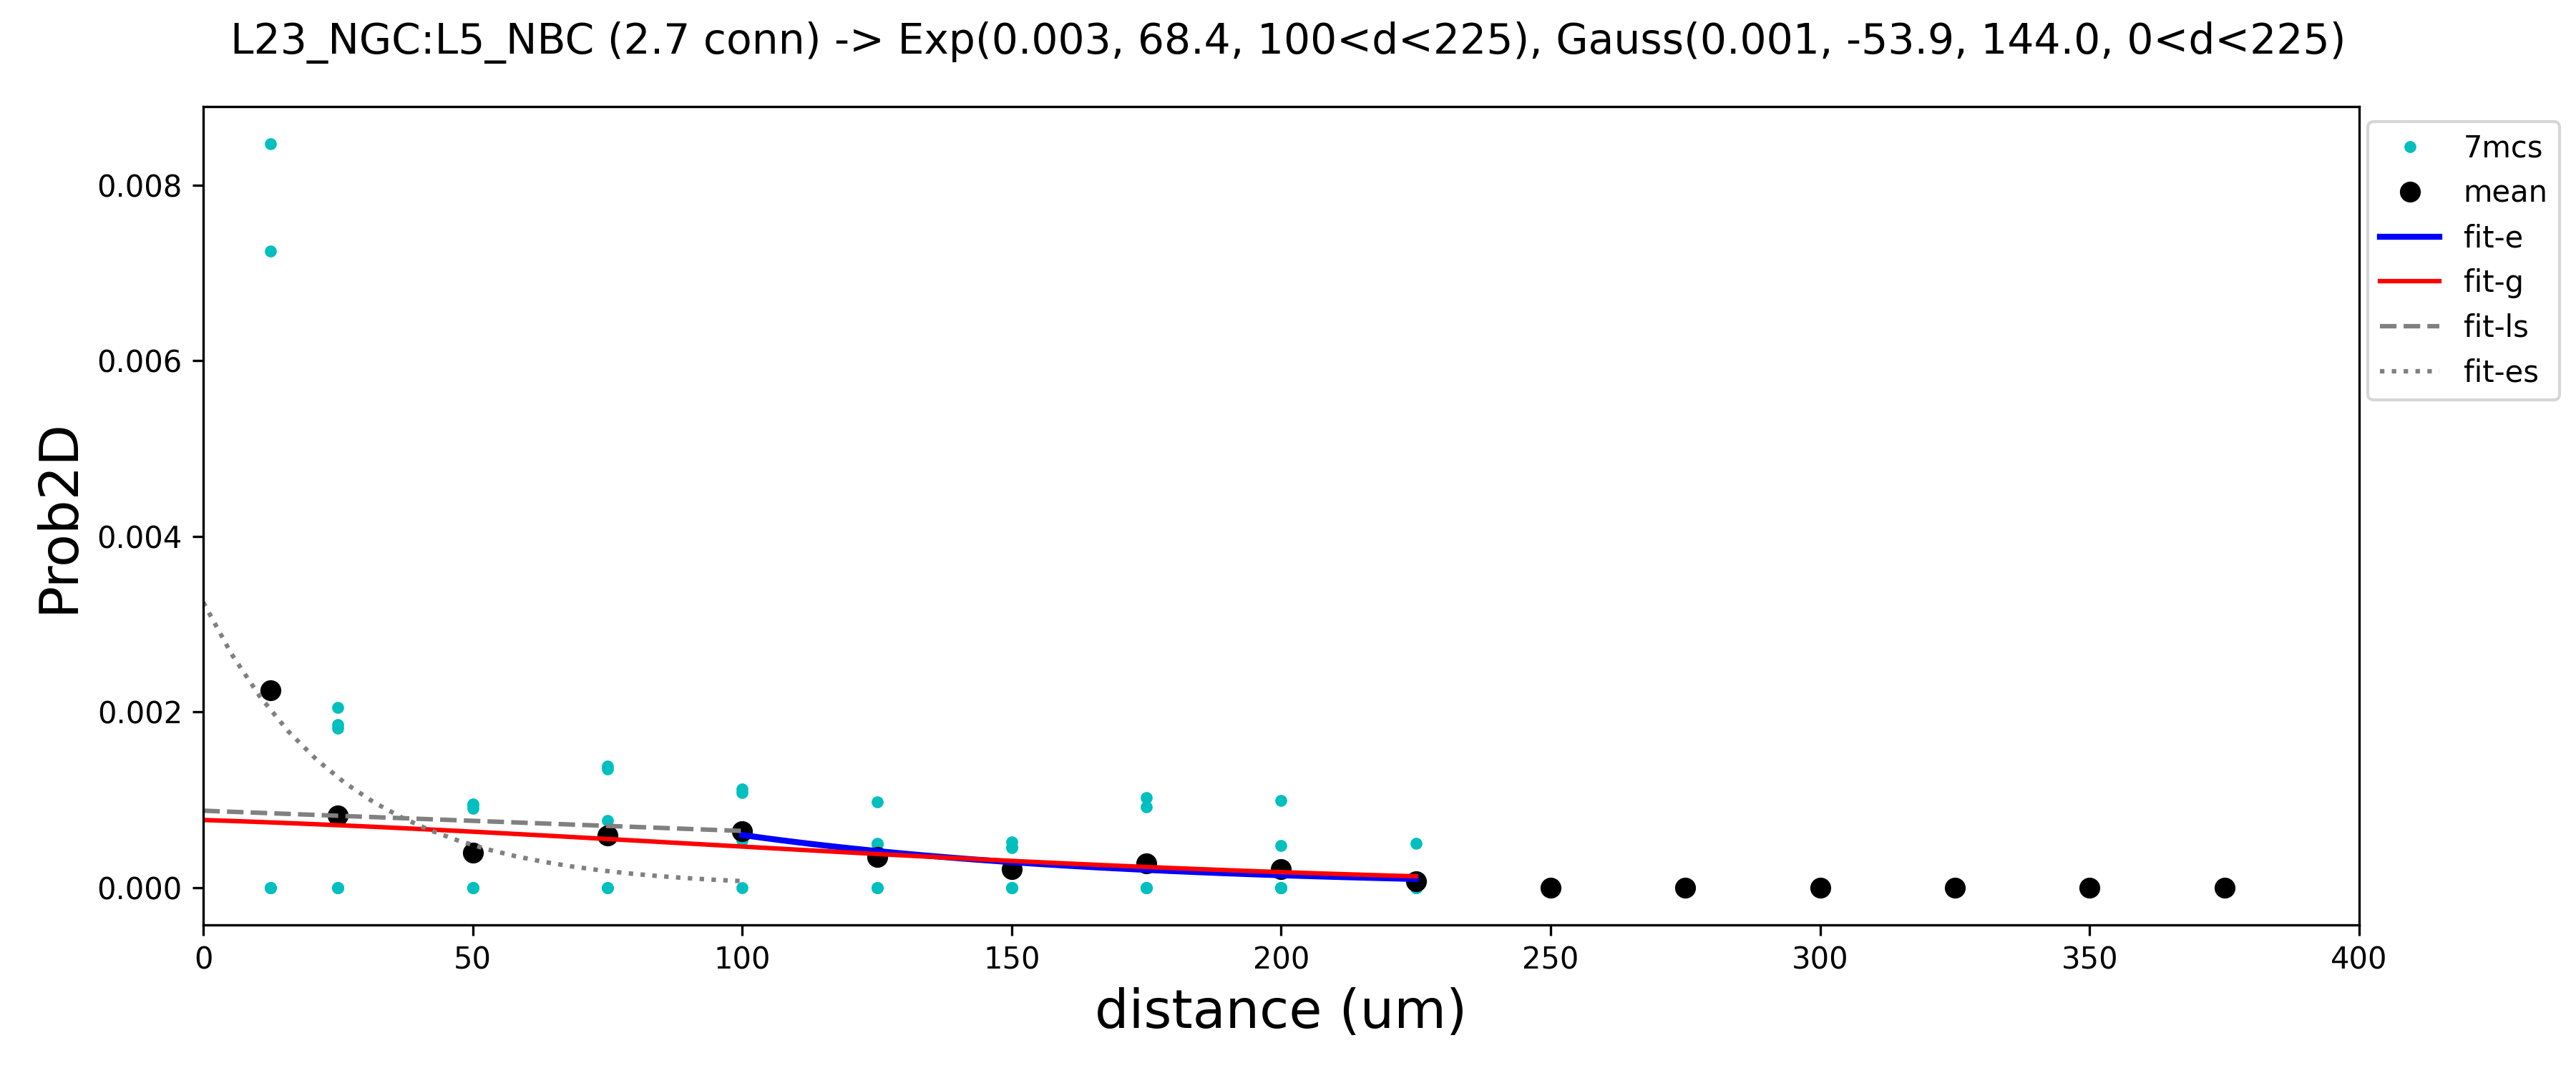 L23_NGC:L5_NBC (2.7 conn) -> Exp(0.003, 68.4, 100<d<225), Gauss(0.001, -53.9, 144.0, 0<d<225)
Prob2D
0.008
0.006
0.004
0.002
0.000
0 50 100 150 200 250 300 350 400
distance (um)
7mcs
mean
fit-e
fit-g
fit-ls
fit-es